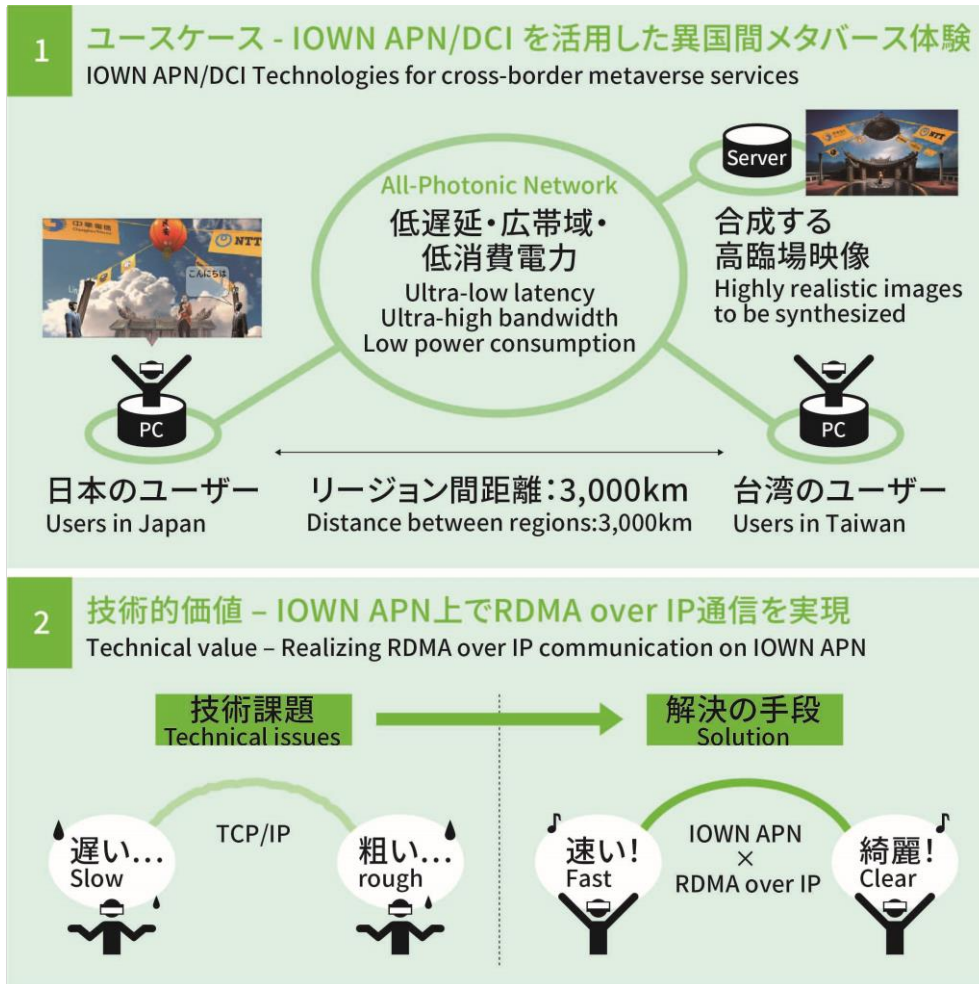 1
ユースケース - IOWN APN/DCI を活用した異国間メタバース体験
IOWN APN/DCI Technologies for cross-border metaverse services
All-Photonic Network
低遅延・広帯域・
低消費電力
Ultra-low latency
Ultra-high bandwidth
Low power consumption
Server
NTT
合成する
高臨場映像
Highly realistic images
to be synthesized
中華電信
NTT
こんにちは
PC
日本のユーザー
Users in Japan
リージョン間距離：3,000km
Distance between regions:3,000km
PC
台湾のユーザー
Users in Taiwan
2
技術的価値 – IOWN APN上でRDMA over IP通信を実現
Technical value – Realizing RDMA over IP communication on IOWN APN
技術課題
Technical issues
解決の手段
Solution
遅い…
Slow
TCP/IP
粗い…
rough
速い!
Fast
IOWN APN
×
RDMA over IP
綺麗!
Clear